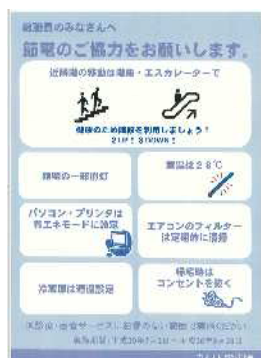 総動員のみなさんへ
節電のご協力をお願いします。
近隣階の移動は階段・エスカレーターで
健康のため階段を利用しましょう!
2UP! 3DOWN!
照明の一部消灯
室温は28℃
パソコン・プリンタは
省エネモードに設定
エアコンのフィルター
は定期的に清掃
冷蔵庫は適温設定
帰宅時は
コンセントを抜く